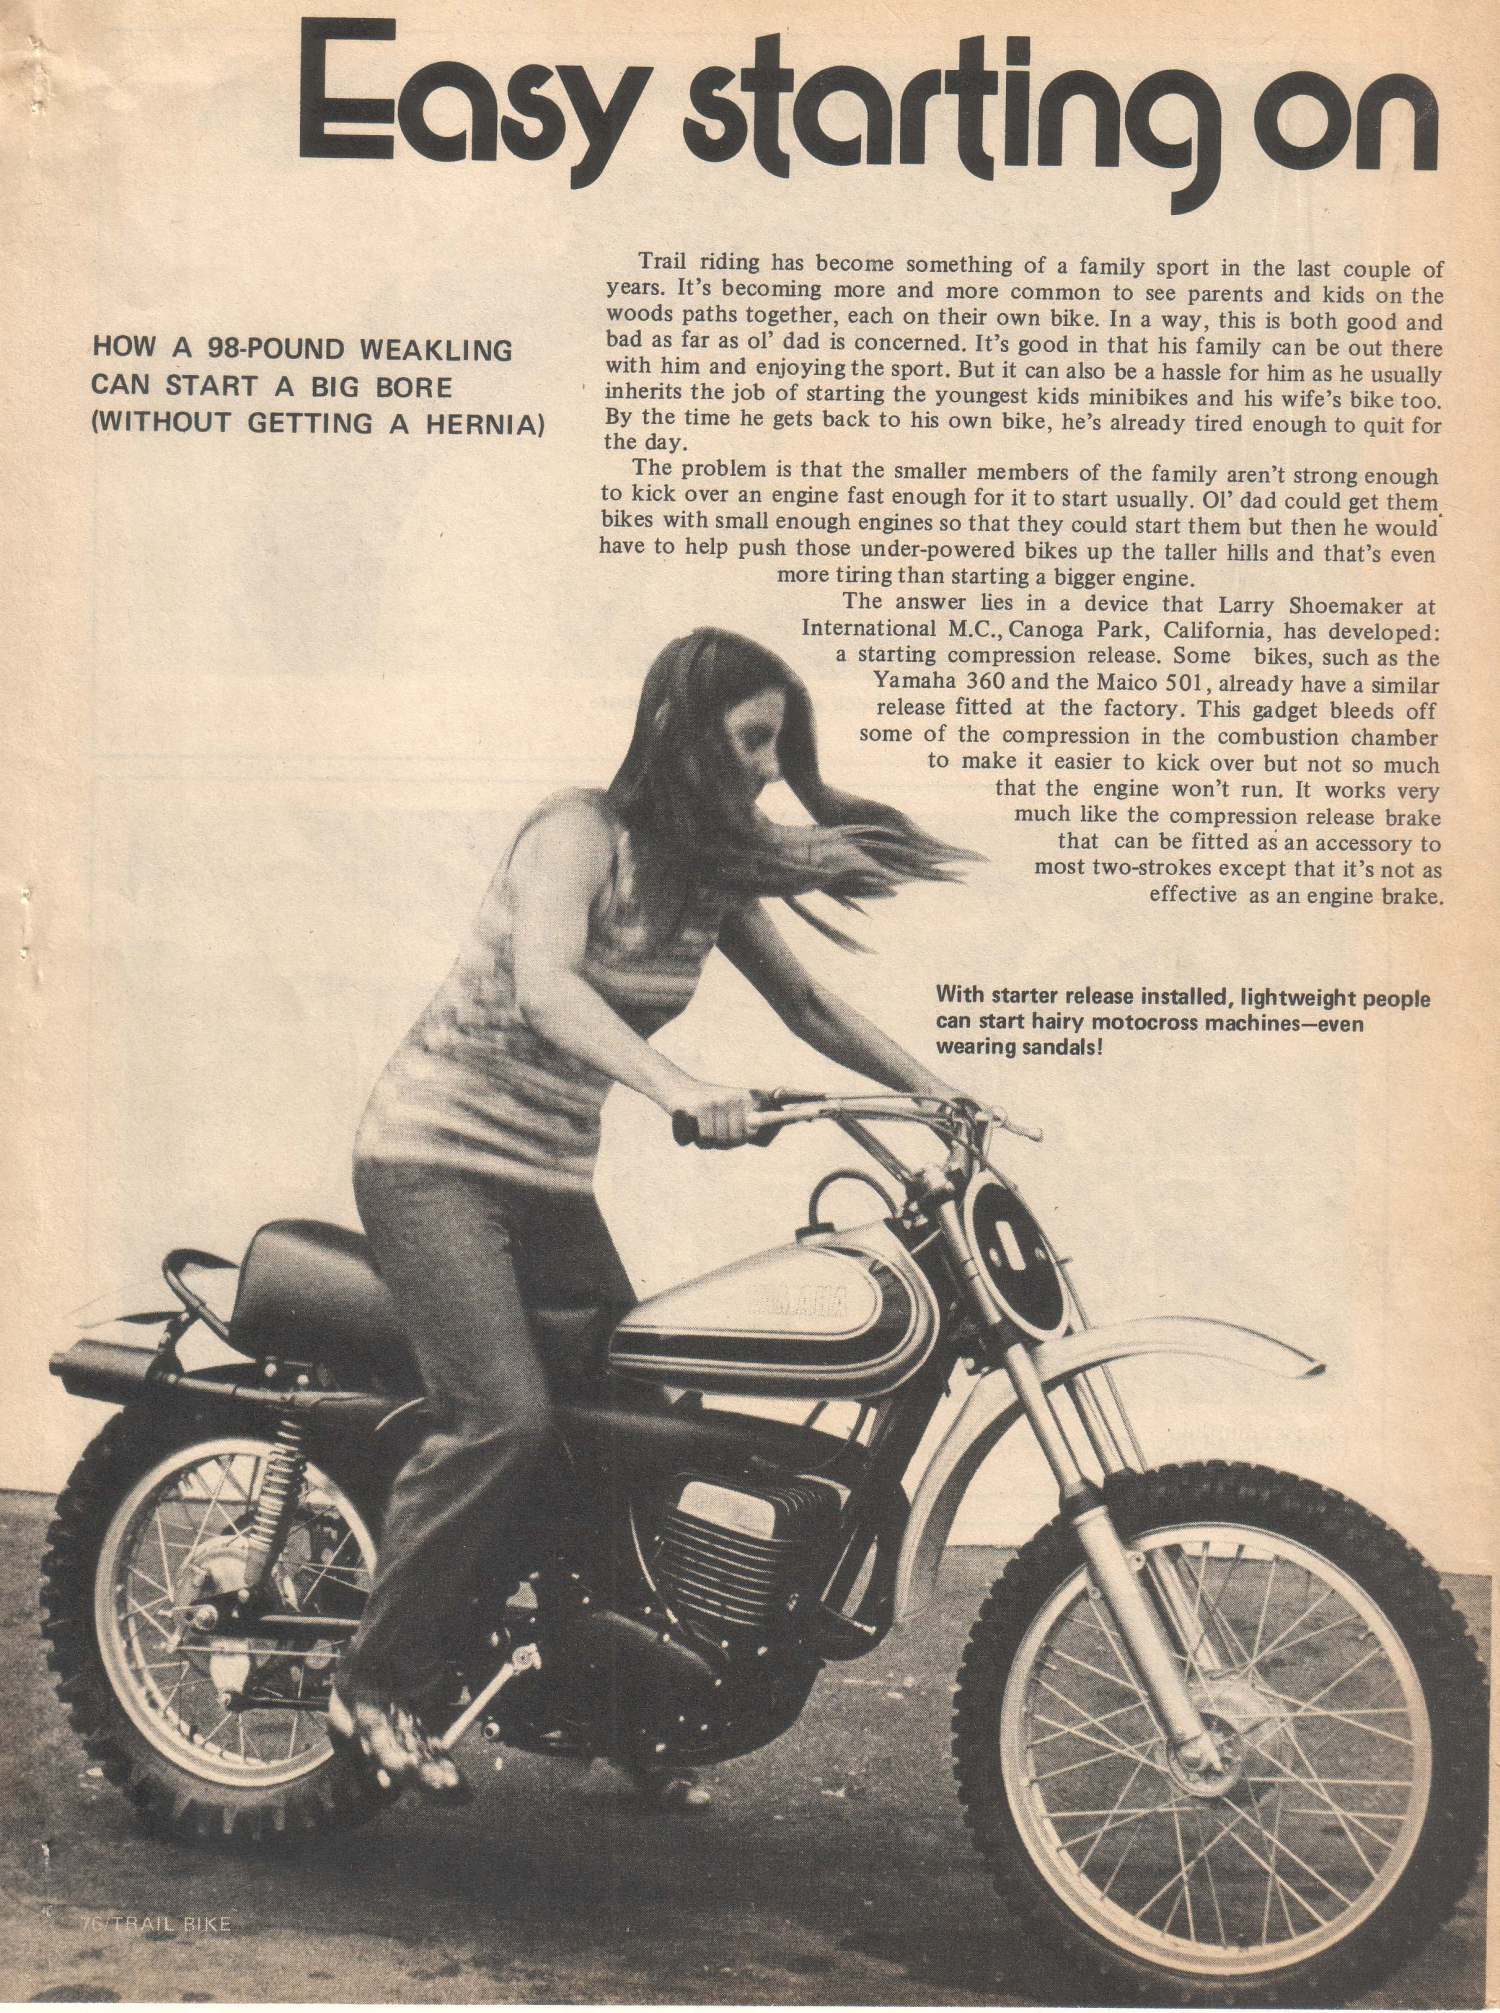 Easy starting on
HOW A 98-POUND WEAKLING
CAN START A BIG BORE
(WITHOUT GETTING A HERNIA)
Trail riding has become something of a family sport in the last couple of
years. It's becoming more and more common to see parents and kids on the
woods paths together, each on their own bike. In a way, this is both good and
bad as far as ol' dad is concerned. It's good in that his family can be out there
with him and enjoying the sport. But it can also be a hassle for him as he usually
inherits the job of starting the youngest kids minibikes and his wife's bike too.
By the time he gets back to his own bike, he's already tired enough to quit for
the day.
The problem is that the smaller members of the family aren't strong enough
to kick over an engine fast enough for it to start usually. Ol' dad could get them
bikes with small enough engines so that they could start them but then he would
have to help push those under-powered bikes up the taller hills and that's even
more tiring than starting a bigger engine.
The answer lies in a device that Larry Shoemaker at
International M.C., Canoga Park, California, has developed:
a starting compression release. Some bikes, such as the
Yamaha 360 and the Maico 501, already have a similar
release fitted at the factory. This gadget bleeds off
some of the compression in the combustion chamber
to make it easier to kick over but not so much
that the engine won't run. It works very
much like the compression release brake
that can be fitted as an accessory to
most two-strokes except that it's not as
effective as an engine brake.
With starter release installed, lightweight people
can start hairy motocross machines—even
wearing sandals!
76/TRAIL BIKE